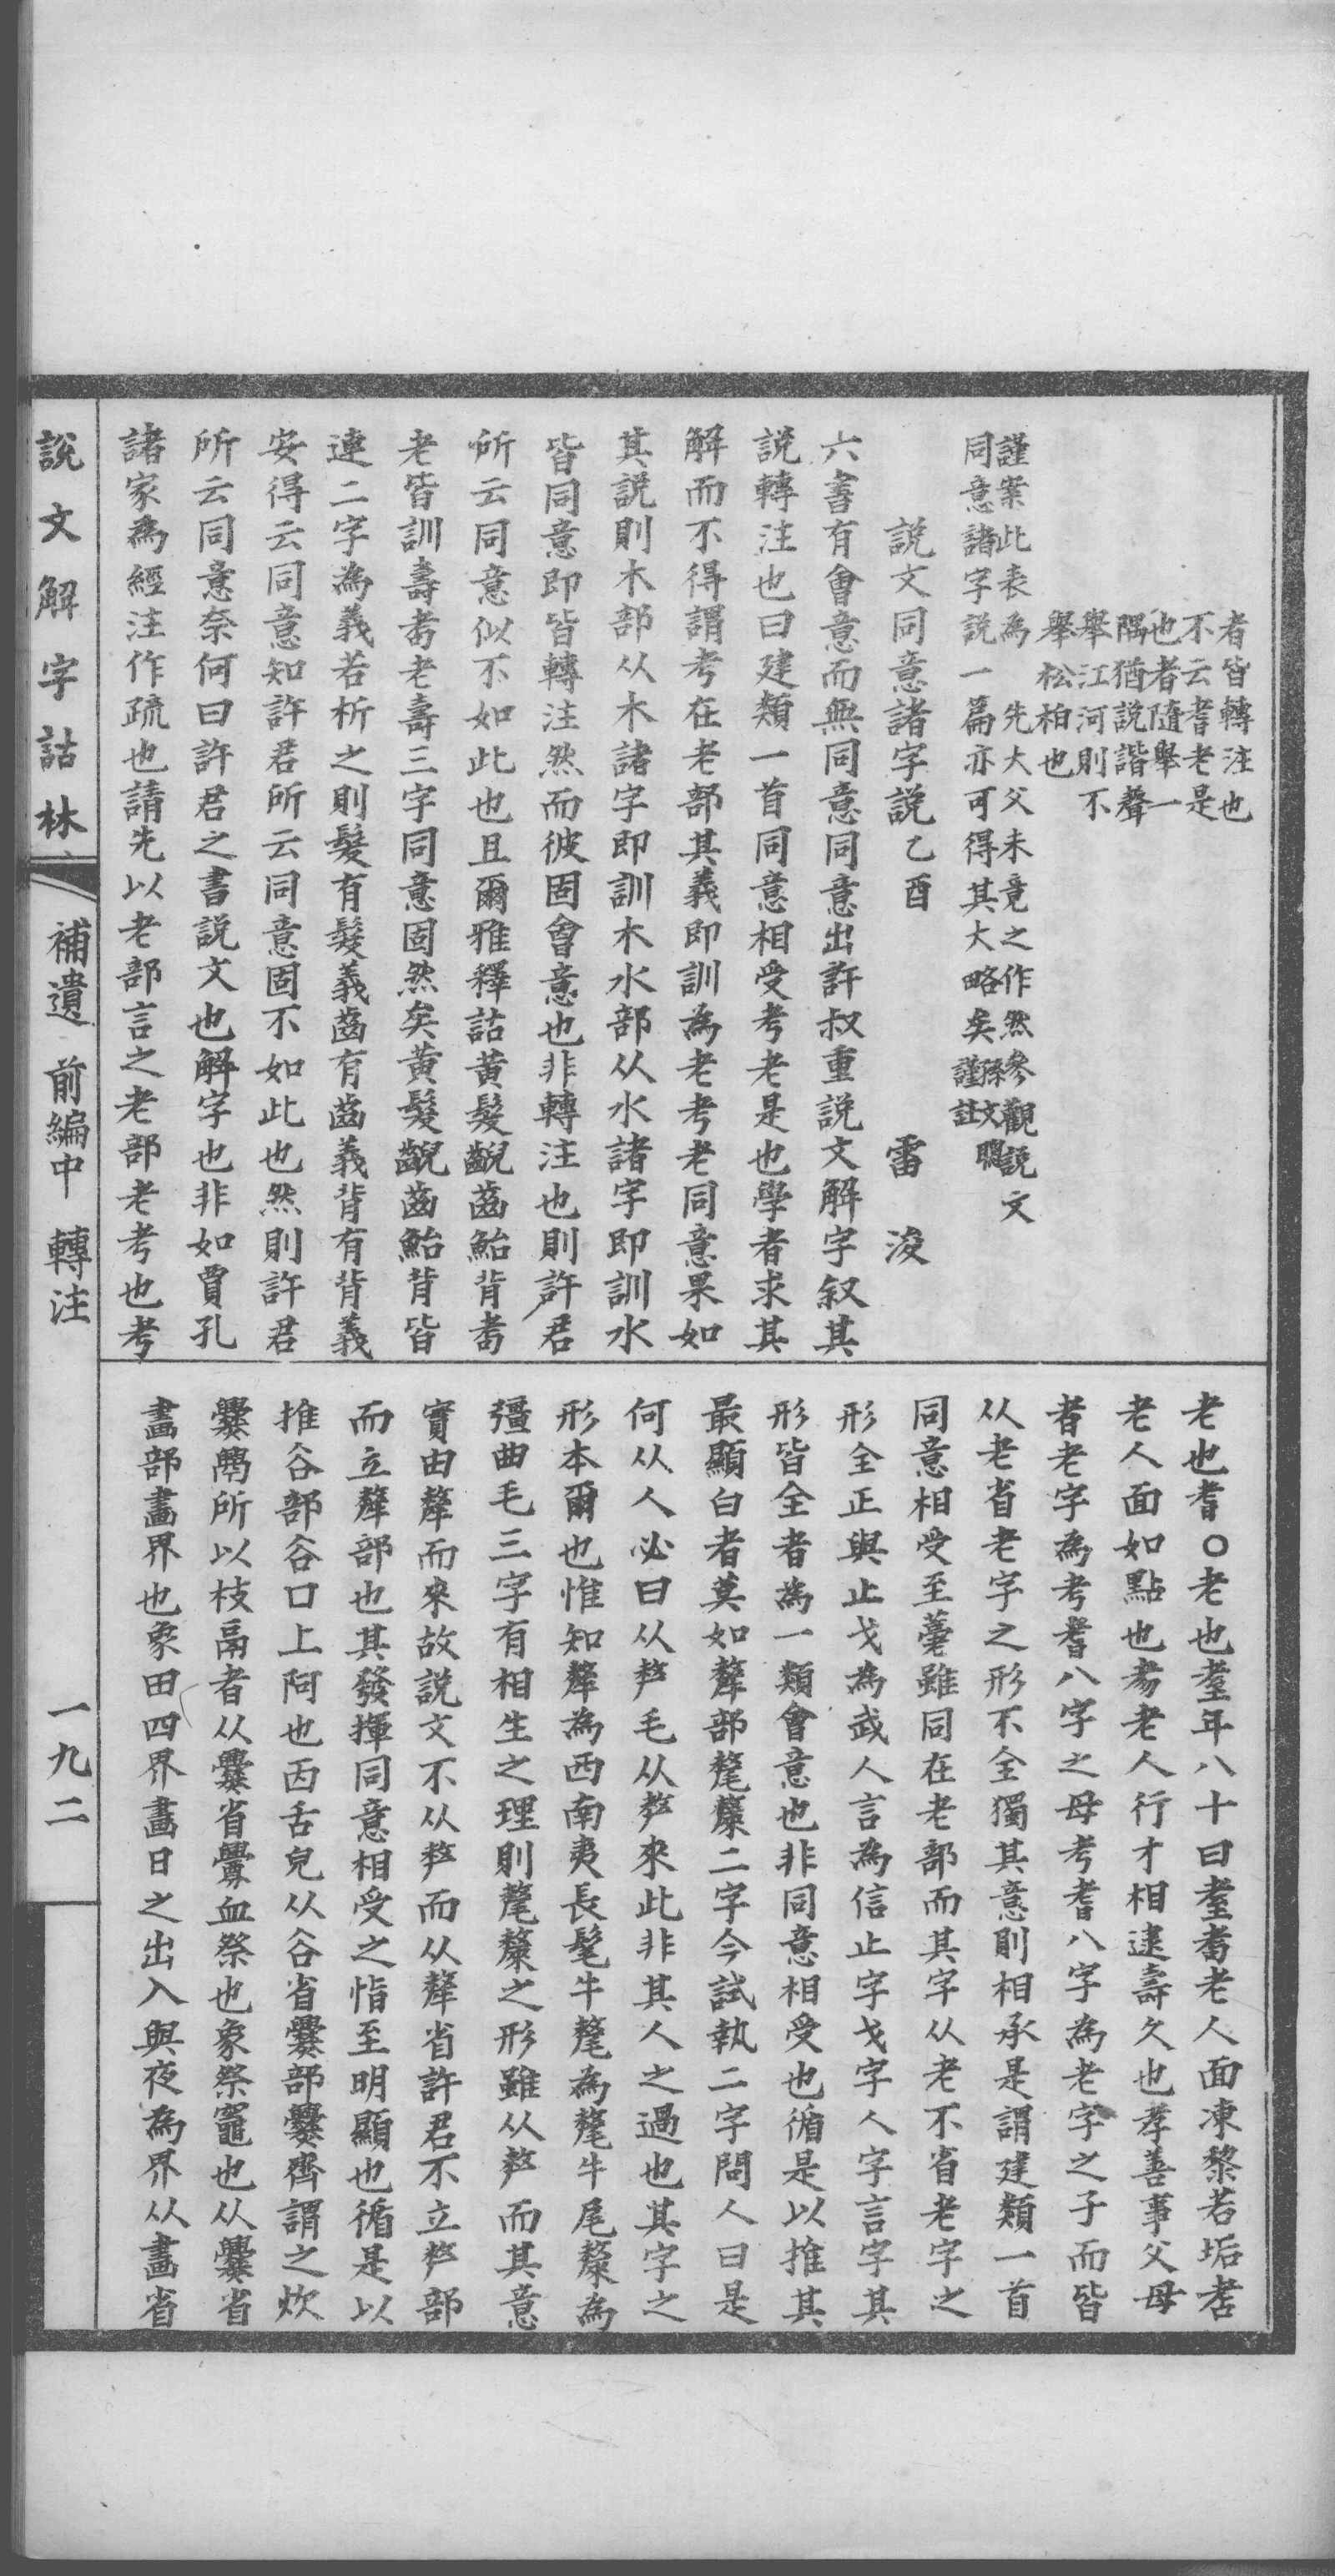 者皆轉注也
不云耆老是
也者隨舉一
隅猶説諧聲
舉江河則不
舉松柏也
謹案此表為　先大父未竟之作然參觀説文
同意諸字説一篇亦可得其大略矣孫文謹註
説文同意諸字説乙酉　雷浚
六書有會意而無同意同意出許叔重説文解字叙其
説轉注也曰建類一首同意相受考老是也學者求其
解而不得謂考在老部其義即訓為老考老同意果如
其説則木部从木諸字即訓木水部从水諸字即訓水
皆同意即皆轉注然而彼固會意也非轉注也則許君
所云同意似不如此也且爾雅釋詁黃髮齯齒鮐背耇
老皆訓壽耇老壽三字同意固然矣黃髮齯齒鮐背皆
連二字為義若析之則髮有髮義齒有齒義背有背義
安得云同意知許君所云同意固不如此也然則許君
所云同意奈何曰許君之書説文也解字也非如賈孔
諸家為經注作疏也請先以老部言之老部老考也考
老也耆○老也耋年八十曰耋耇老人面凍黎若垢者
老人面如點也老人行才相逮壽久也孝善事父母
者老字為考耆八字之母考耆八字為老字之子而皆
从老省老字之形不全獨其意則相承是謂建類一首
同意相受至薹雖同在老部而其字从老不省老字之
形全正與止戈為武人言為信止字戈字人字言字其
形皆全者為一類會意也非同意相受也循是以推其
最顯白者莫如犛部氂斄二字今試執二字問人曰是
何从人必曰从𠩺毛从𠩺來此非其人之過也其字之
形本爾也惟知犛為西南夷長髦牛氂為犛牛尾斄為
彊曲毛三字有相生之理則氂斄之形雖从𠩺而其意
實由犛而來故説文不从𠩺而从犛省許君不立𠩺部
而立犛部也其發揮同意相受之恉至明顯也循是以
推谷部谷口上阿也㐁舌皃从谷省爨部爨齊謂之炊
爨䰝所以枝鬲者从爨省釁血祭也象祭竈也从爨省
畫部畫界也象田四界晝日之出入與夜為界从畫省
說文解字詁林　補遺　前編中　轉注　一九二